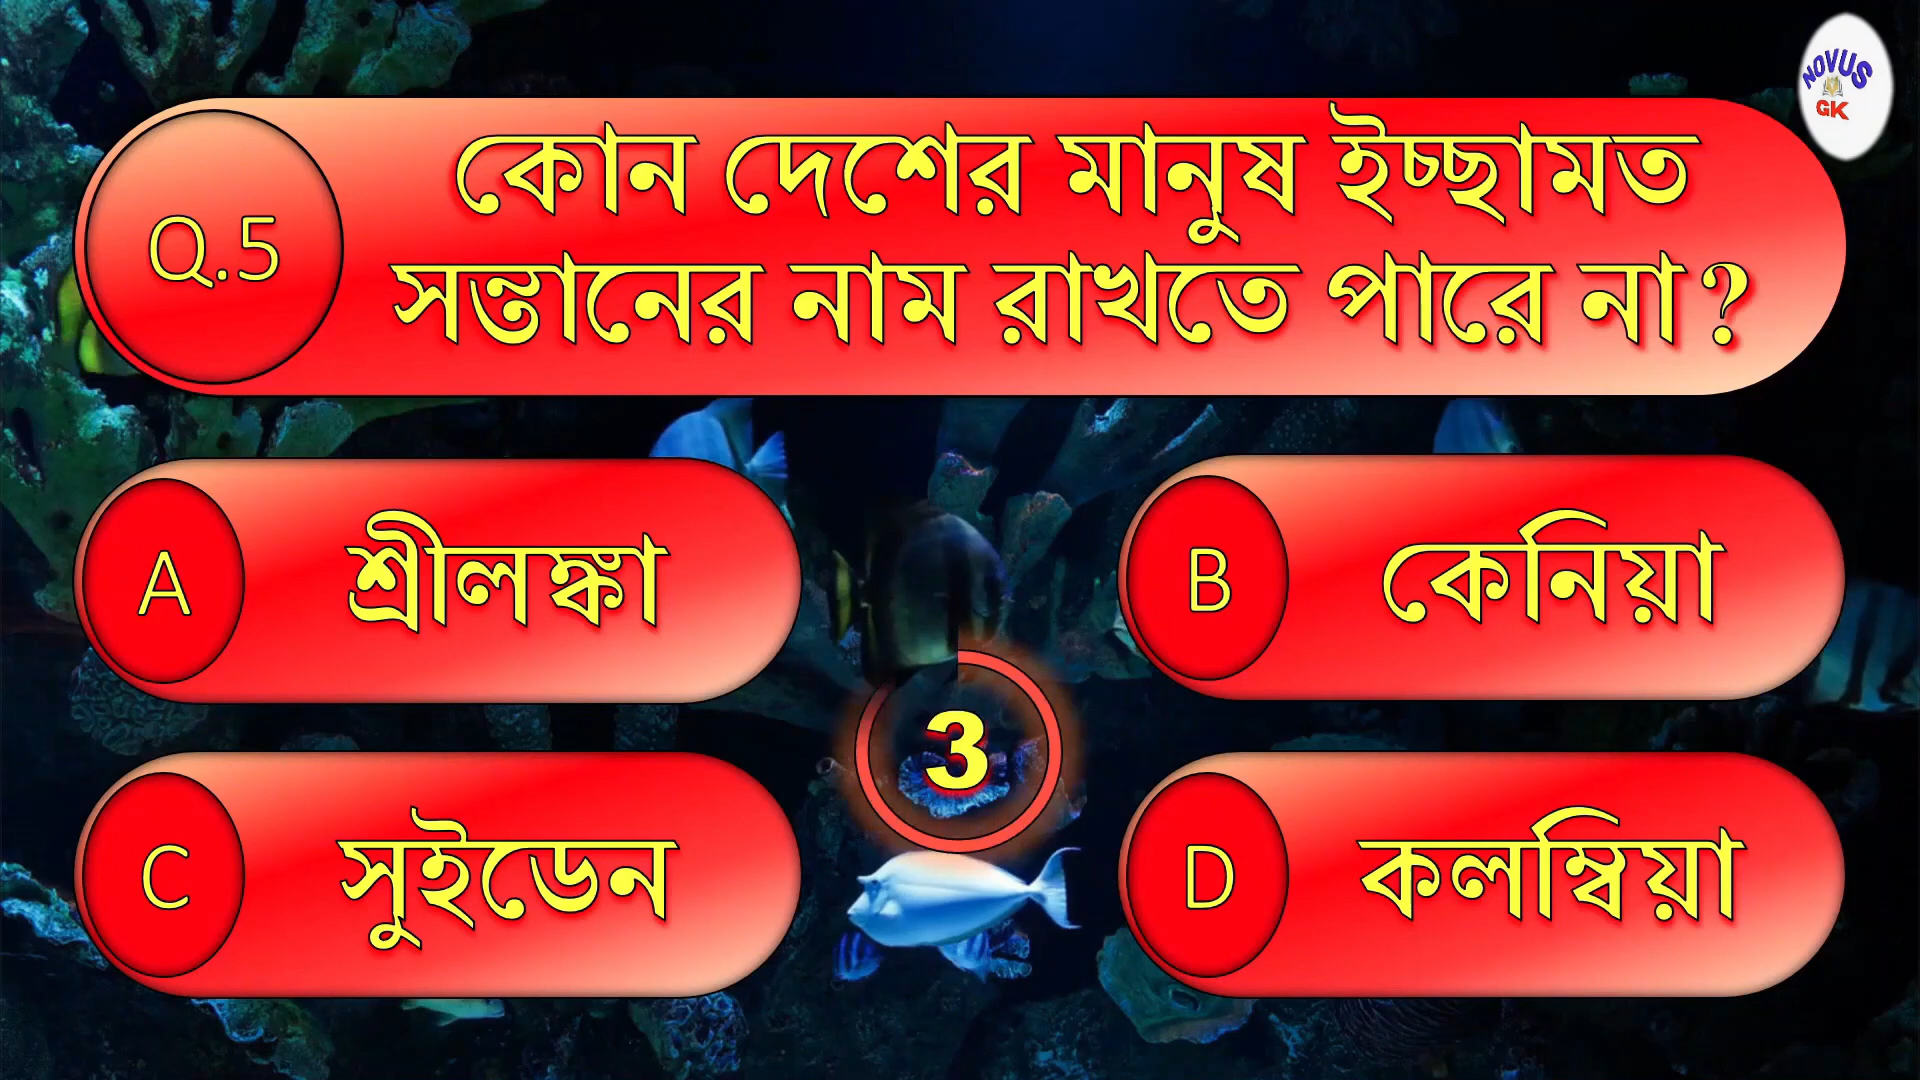 NOVUS
GK
Q.5
কোন দেশের মানুষ ইচ্ছামত
সন্তানের নাম রাখতে পারে না?
A শ্রীলঙ্কা
B কেনিয়া
3
C সুইডেন
D কলম্বিয়া